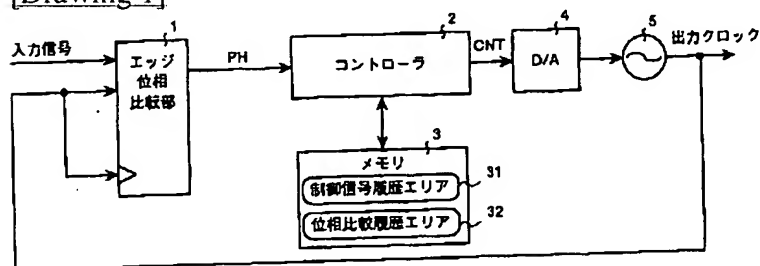 [Drawing 1]
1
2
4
5
入力信号
エッジ
位相
比較部
PH
コントローラ
CNT
D/A
出力クロック
3
メモリ
制御信号履歴エリア
31
位相比較履歴エリア
32